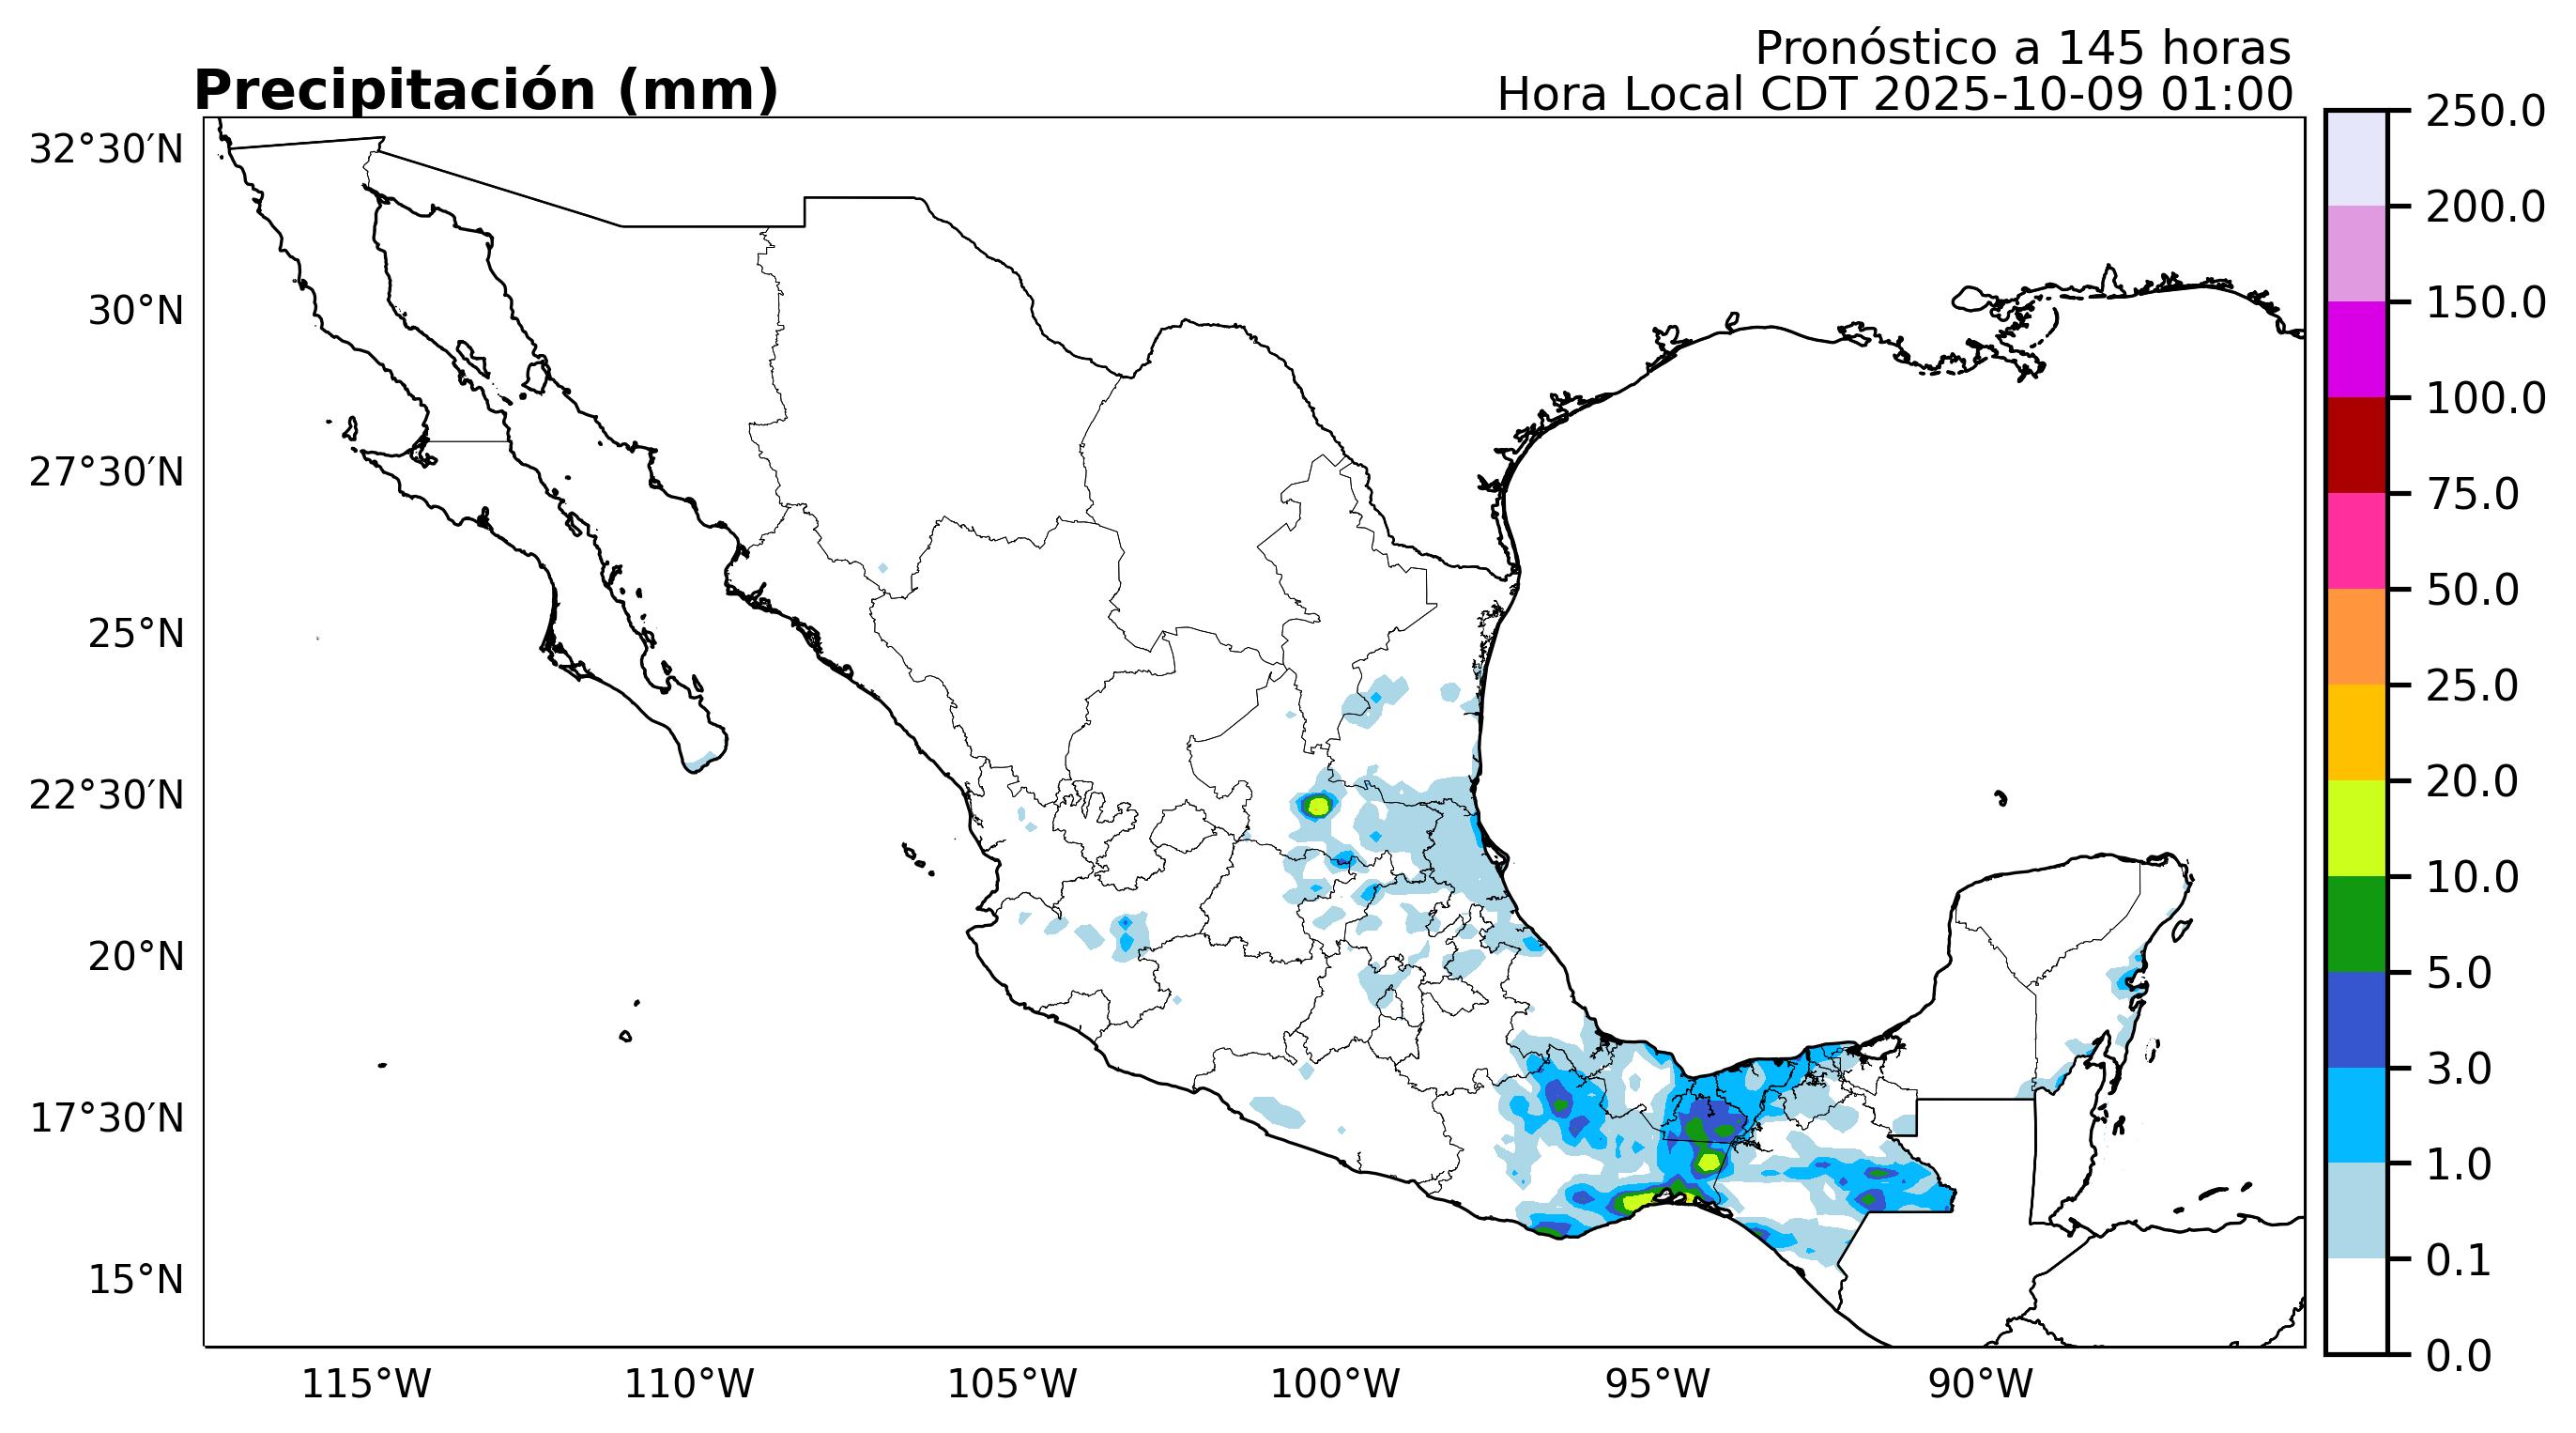 Pronóstico a 145 horas
Precipitación (mm)
Hora Local CDT 2025-10-09 01:00
32°30′N
30°N
27°30′N
25°N
22°30′N
20°N
17°30′N
15°N
115°W
110°W
105°W
100°W
95°W
90°W
250.0
200.0
150.0
100.0
75.0
50.0
25.0
20.0
10.0
5.0
3.0
1.0
0.1
0.0